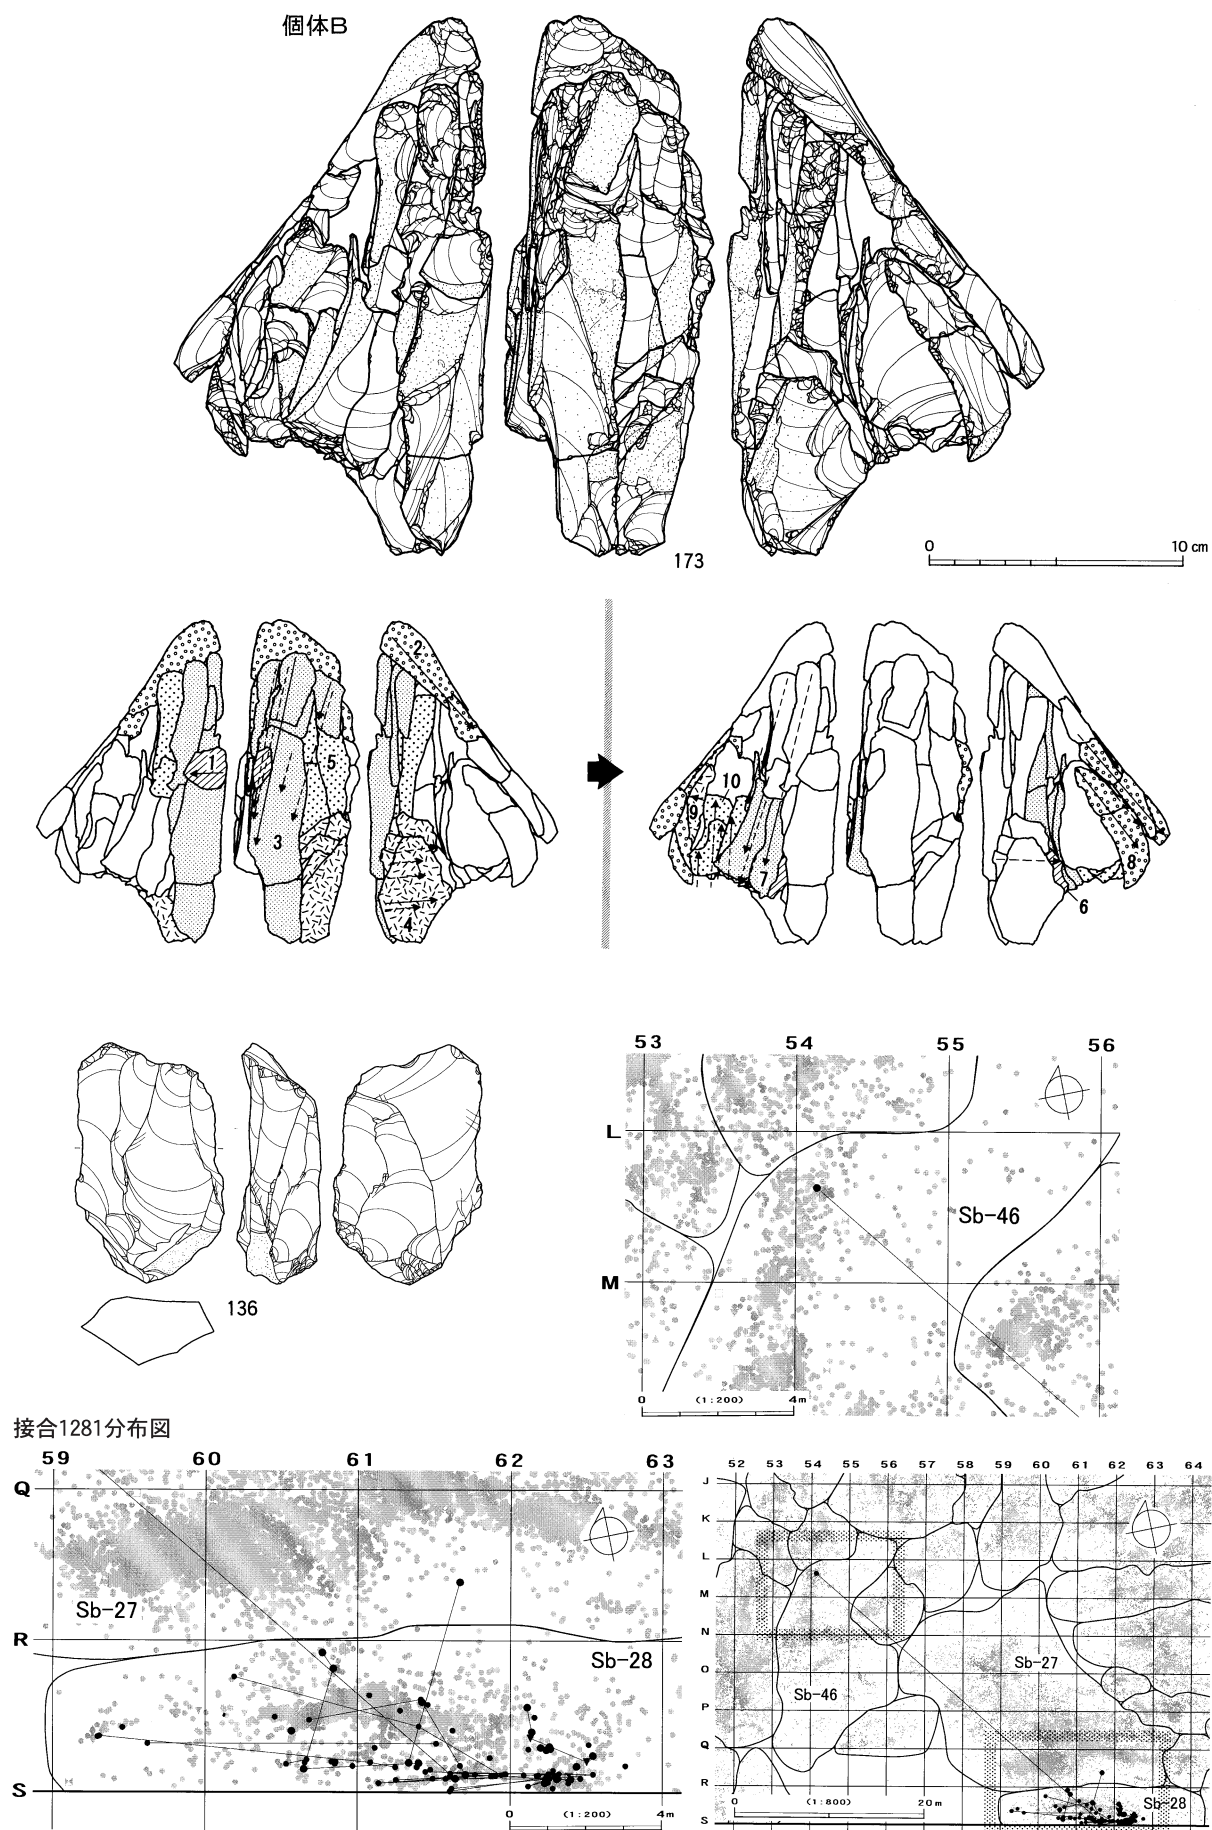 個体B
173
0 10 cm
1 2 3 4 5
6 7 8 9 10
136
53 54 55 56
L
Sb-46
M
0 (1:200) 4m
接合1281分布図
59 60 61 62 63
Q
Sb-27
R
Sb-28
S
0 (1:200) 4m
52 53 54 55 56 57 58 59 60 61 62 63 64
J
K
L
M
N
O
Sb-27
Sb-46
P
Q
R
0 (1:800) 20m
Sb-28
S